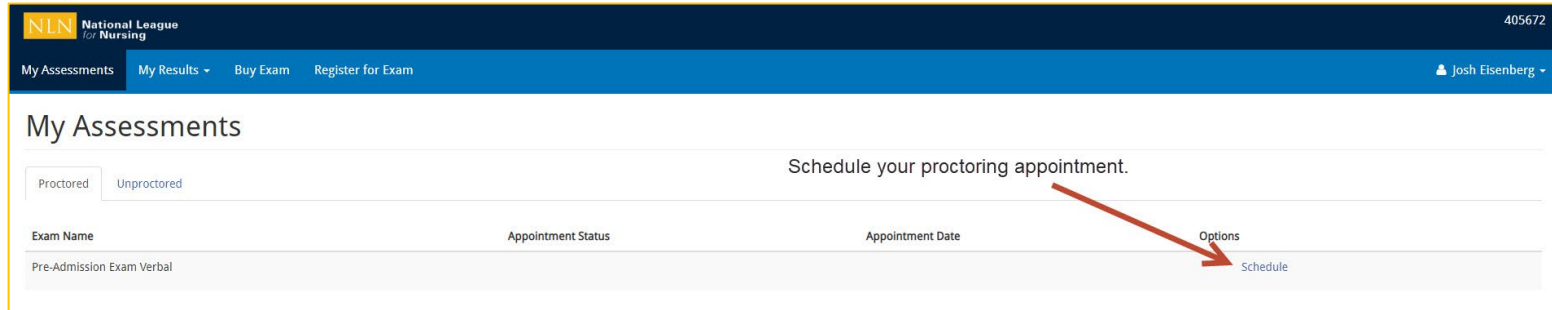 NLN National League
for Nursing
405672
My Assessments My Results Buy Exam Register for Exam Josh Eisenberg
My Assessments
Schedule your proctoring appointment.
Proctored Unproctored
Exam Name Appointment Status Appointment Date Options
Pre-Admission Exam Verbal Schedule